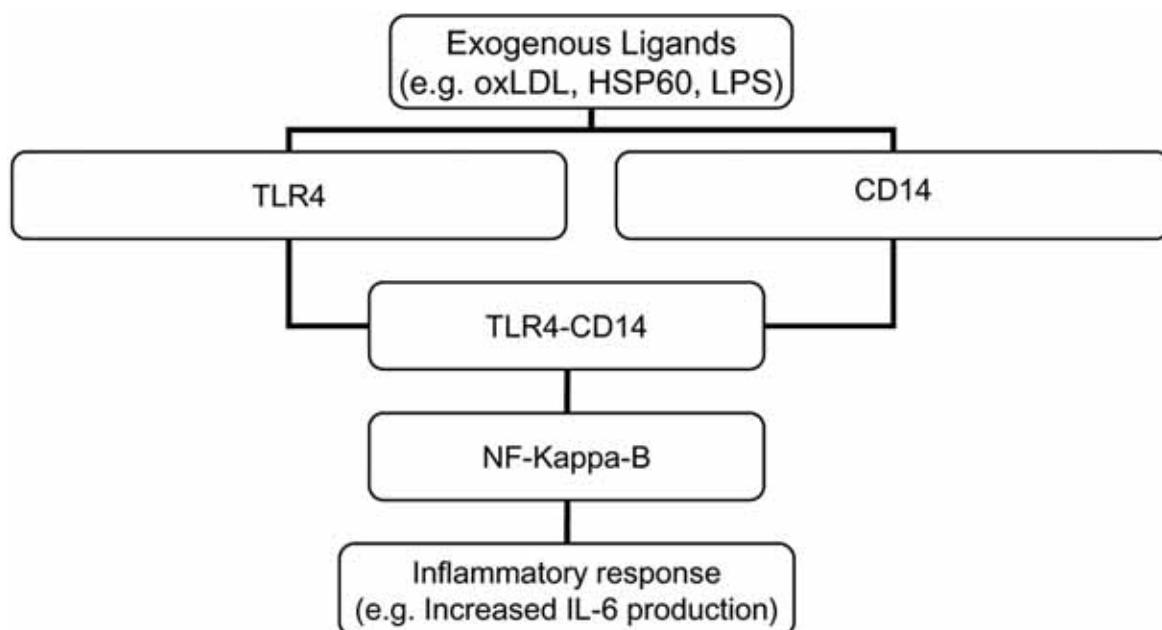 Exogenous Ligands
(e.g. oxLDL, HSP60, LPS)
TLR4
CD14
TLR4-CD14
NF-Kappa-B
Inflammatory response
(e.g. Increased IL-6 production)